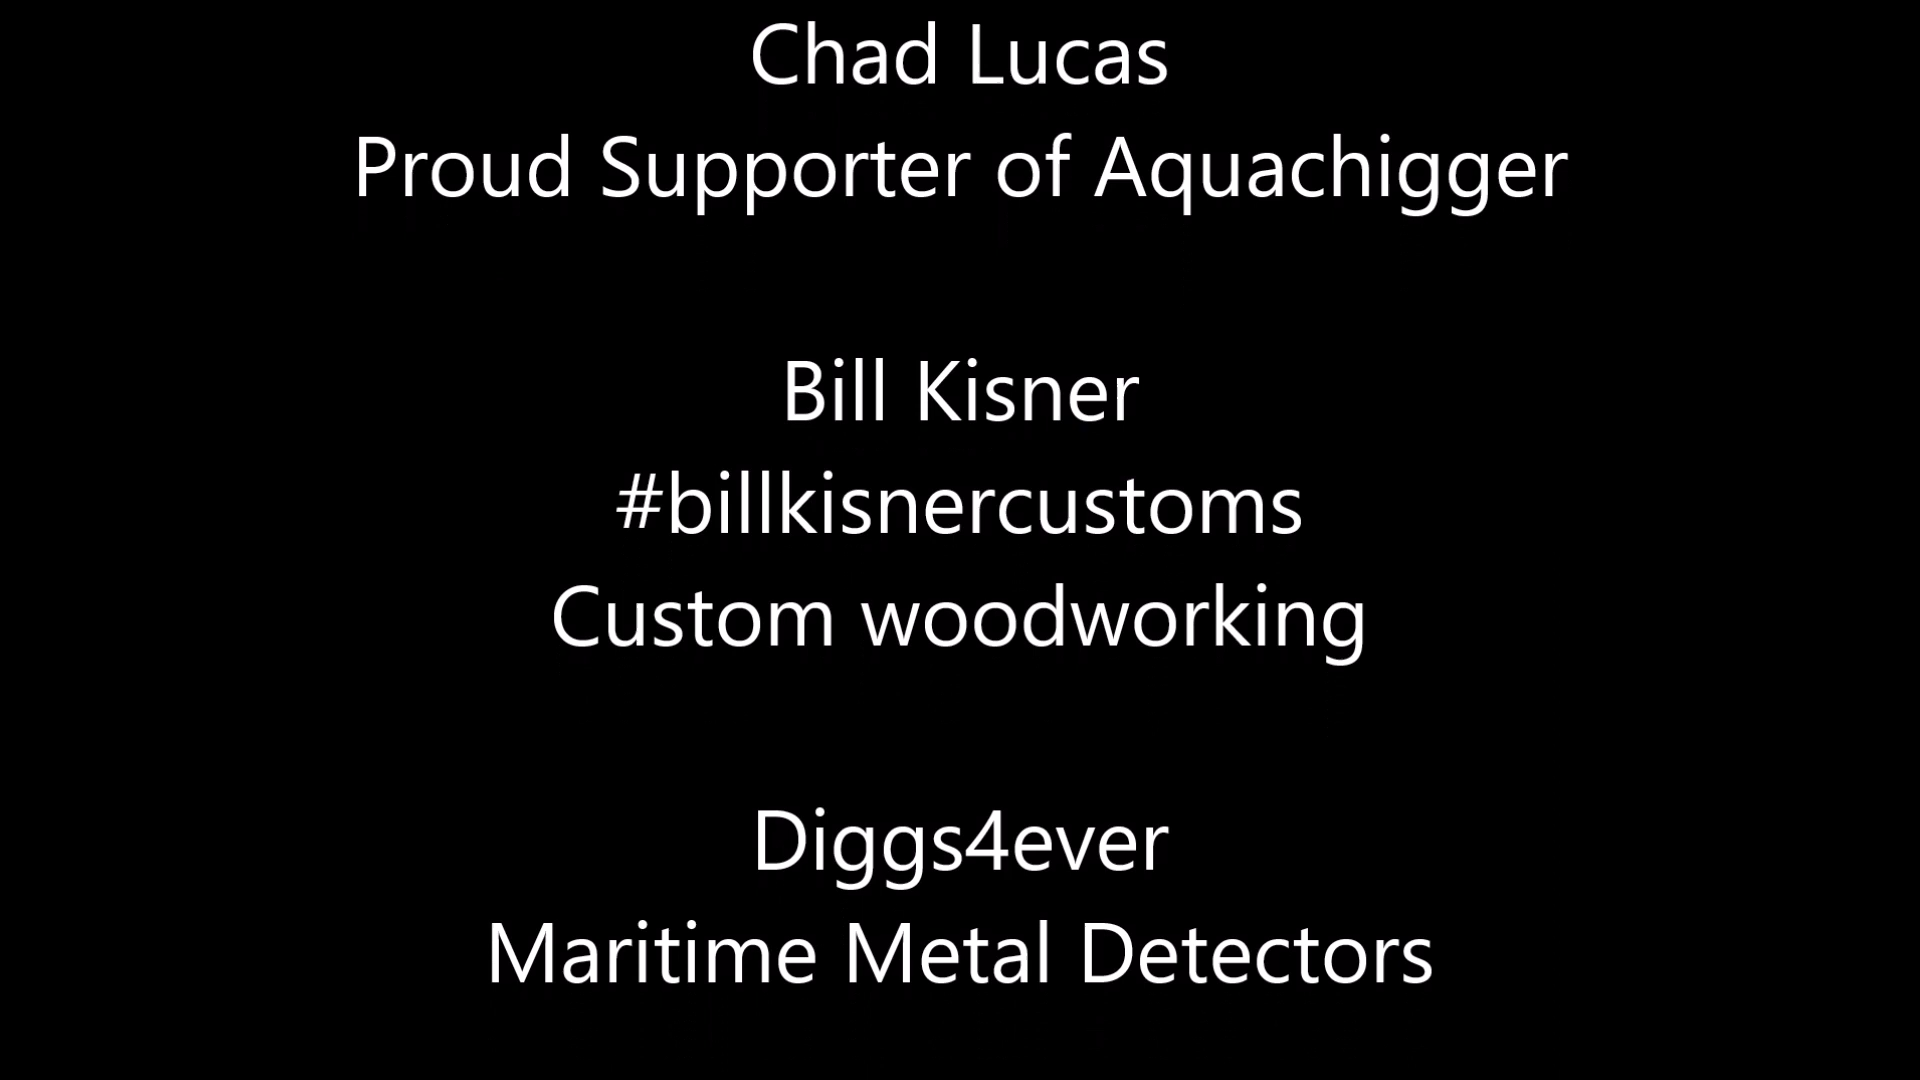 Chad Lucas
Proud Supporter of Aquachigger
Bill Kisner
#billkisnercustoms
Custom woodworking
Diggs4ever
Maritime Metal Detectors